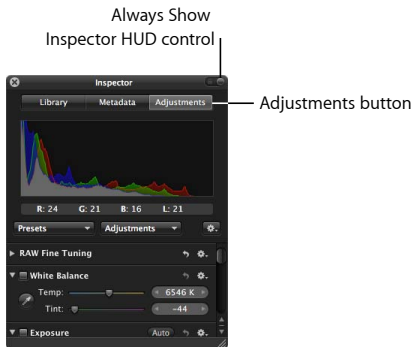 Always Show
Inspector HUD control
Inspector
Library Metadata Adjustments
Adjustments button
R: 24 G: 21 B: 16 L: 21
Presets Adjustments
RAW Fine Tuning
White Balance
Temp: 6546 K
Tint: -44
Exposure Auto